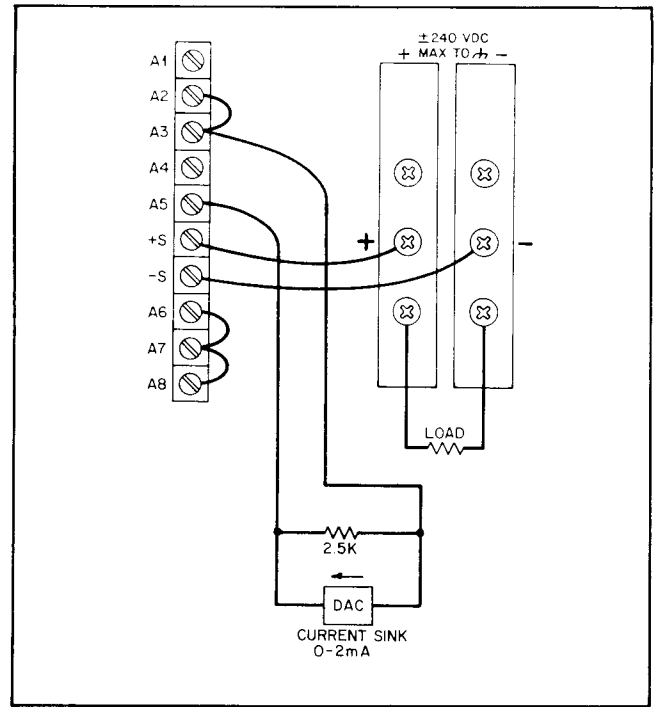 ±240 VDC
+ MAX TO ⏚ -
A1
A2
A3
A4
A5
+S
-S
A6
A7
A8
+
-
LOAD
2.5K
DAC
CURRENT SINK
0-2mA